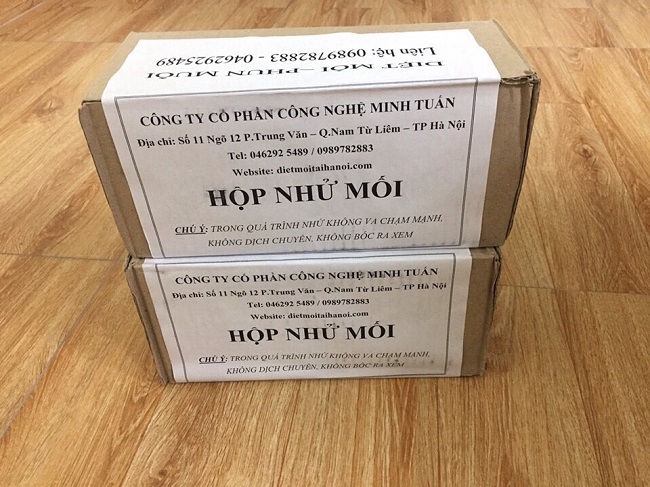 DIỆT MỐI – PHUN MUỖI
Liên hệ: 0989782883 - 0462925489
CÔNG TY CỔ PHẦN CÔNG NGHỆ MINH TUẤN
Địa chỉ: Số 11 Ngõ 12 P.Trung Văn – Q.Nam Từ Liêm – TP Hà Nội
Tel: 046292 5489 / 0989782883
Website: dietmoitaihanoi.com
HỘP NHỬ MỐI
CHÚ Ý: TRONG QUÁ TRÌNH NHỬ KHÔNG VA CHẠM MẠNH,
KHÔNG DỊCH CHUYỂN, KHÔNG BÓC RA XEM
CÔNG TY CỔ PHẦN CÔNG NGHỆ MINH TUẤN
Địa chỉ: Số 11 Ngõ 12 P.Trung Văn – Q.Nam Từ Liêm – TP Hà Nội
Tel: 046292 5489 / 0989782883
Website: dietmoitaihanoi.com
HỘP NHỬ MỐI
CHÚ Ý: TRONG QUÁ TRÌNH NHỬ KHÔNG VA CHẠM MẠNH,
KHÔNG DỊCH CHUYỂN, KHÔNG BÓC RA XEM